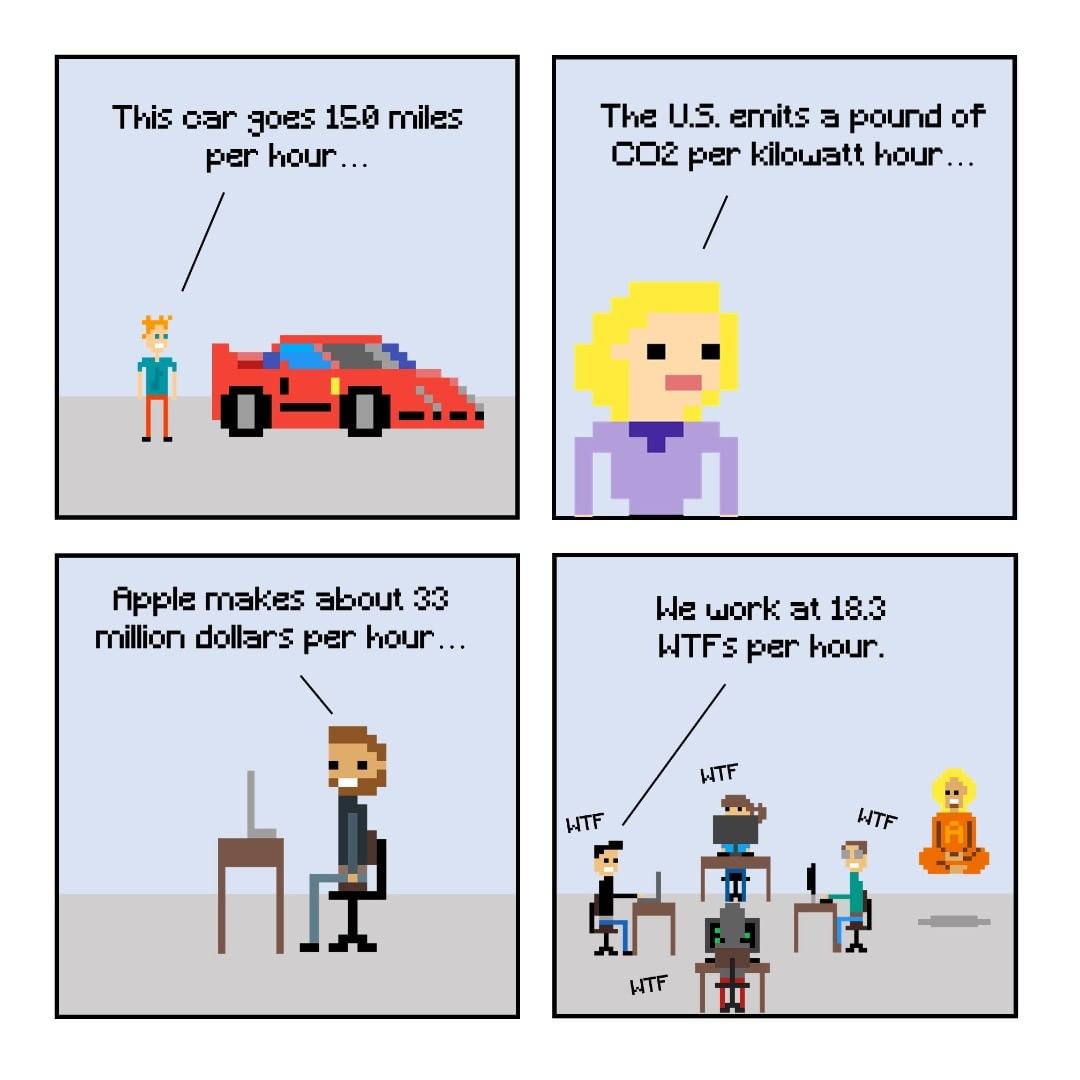 This car goes 150 miles
per hour...
The U.S. emits a pound of
CO2 per kilowatt hour...
Apple makes about 33
million dollars per hour...
We work at 18.3
WTFs per hour.
WTF
WTF
WTF
WTF